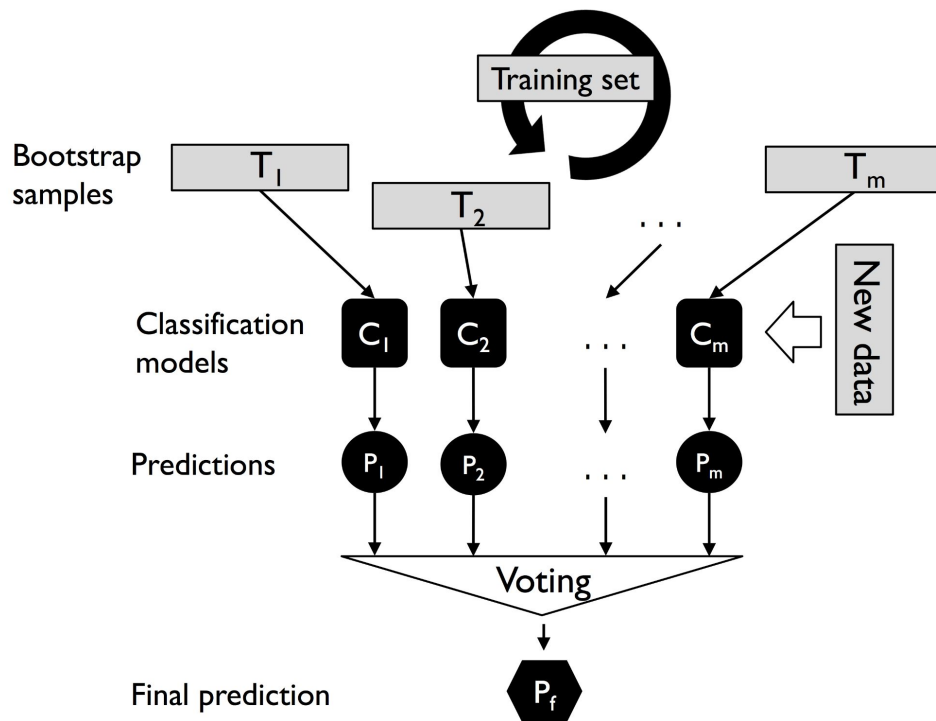 Training set
Bootstrap
samples
T₁
T₂
. . .
Tₘ
New data
Classification
models
C₁
C₂
. . .
Cₘ
Predictions
P₁
P₂
. . .
Pₘ
Voting
Final prediction
P_f